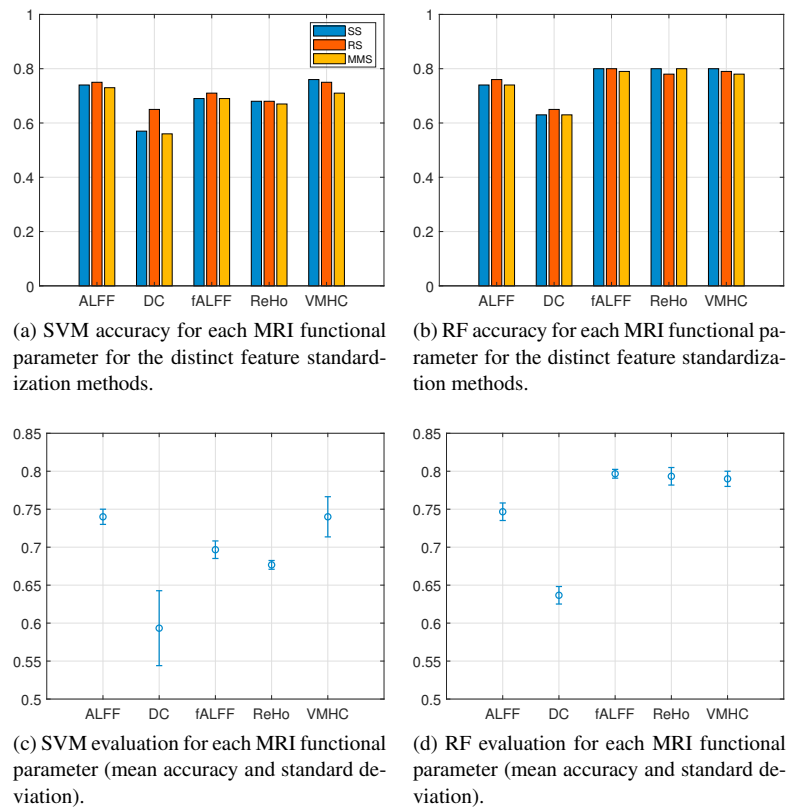 1
0.8
0.6
0.4
0.2
0
SS
RS
MMS
ALFF DC fALFF ReHo VMHC
(a) SVM accuracy for each MRI functional
parameter for the distinct feature standard-
ization methods.
1
0.8
0.6
0.4
0.2
0
ALFF DC fALFF ReHo VMHC
(b) RF accuracy for each MRI functional pa-
rameter for the distinct feature standardiza-
tion methods.
0.85
0.8
0.75
0.7
0.65
0.6
0.55
0.5
ALFF DC fALFF ReHo VMHC
(c) SVM evaluation for each MRI functional
parameter (mean accuracy and standard de-
viation).
0.85
0.8
0.75
0.7
0.65
0.6
0.55
0.5
ALFF DC fALFF ReHo VMHC
(d) RF evaluation for each MRI functional
parameter (mean accuracy and standard de-
viation).